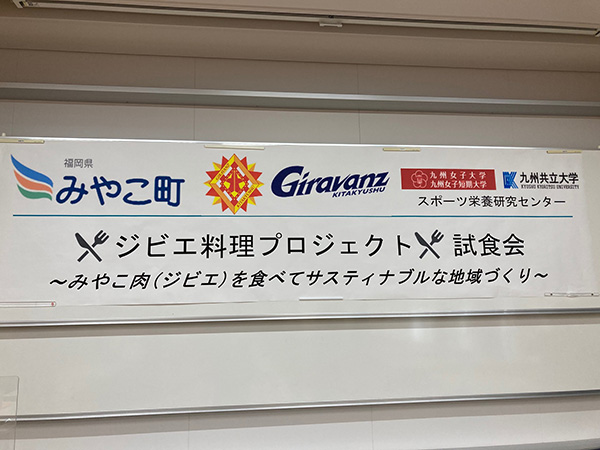 福岡県
みやこ町
Giravanz
KITAKYUSHU
九州女子大学
九州女子短期大学
九州共立大学
KYUSHU KYORITSU UNIVERSITY
スポーツ栄養研究センター
ジビエ料理プロジェクト 試食会
～みやこ肉(ジビエ)を食べてサスティナブルな地域づくり～